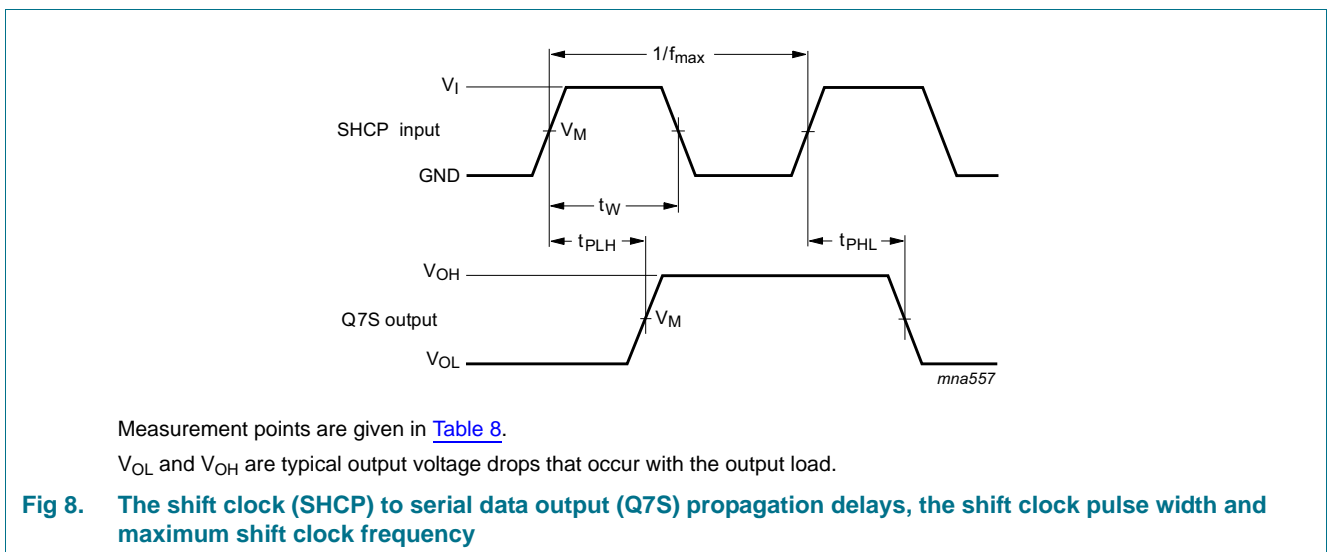 1/fmax
VI
SHCP input
VM
GND
tW
tPLH
tPHL
VOH
Q7S output
VM
VOL
mna557
Measurement points are given in Table 8.
VOL and VOH are typical output voltage drops that occur with the output load.
Fig 8. The shift clock (SHCP) to serial data output (Q7S) propagation delays, the shift clock pulse width and
maximum shift clock frequency